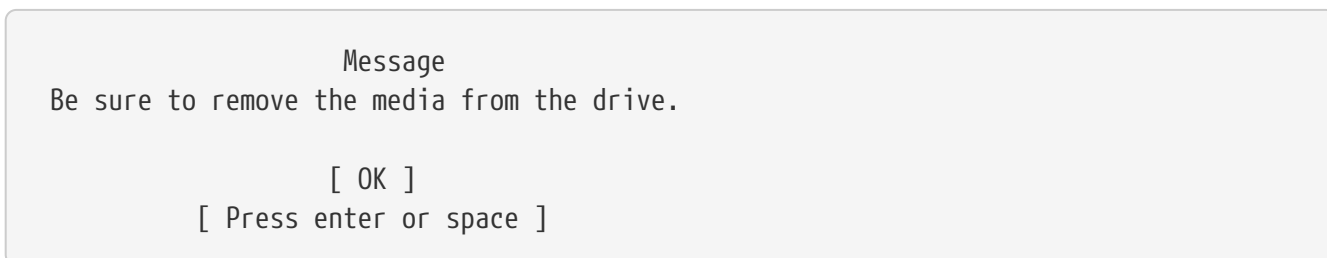 Message
Be sure to remove the media from the drive.
[ OK ]
[ Press enter or space ]